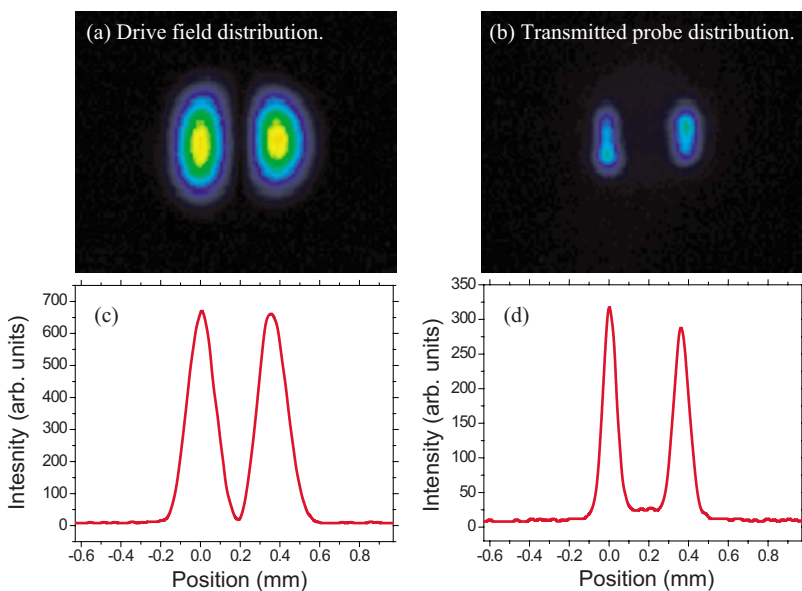 (a) Drive field distribution.
(b) Transmitted probe distribution.
(c)
700
600
500
400
300
200
100
0
Intesnity (arb. units)
-0.6 -0.4 -0.2 0.0 0.2 0.4 0.6 0.8
Position (mm)
(d)
350
300
250
200
150
100
50
0
Intensity (arb. units)
-0.6 -0.4 -0.2 0.0 0.2 0.4 0.6 0.8
Position (mm)